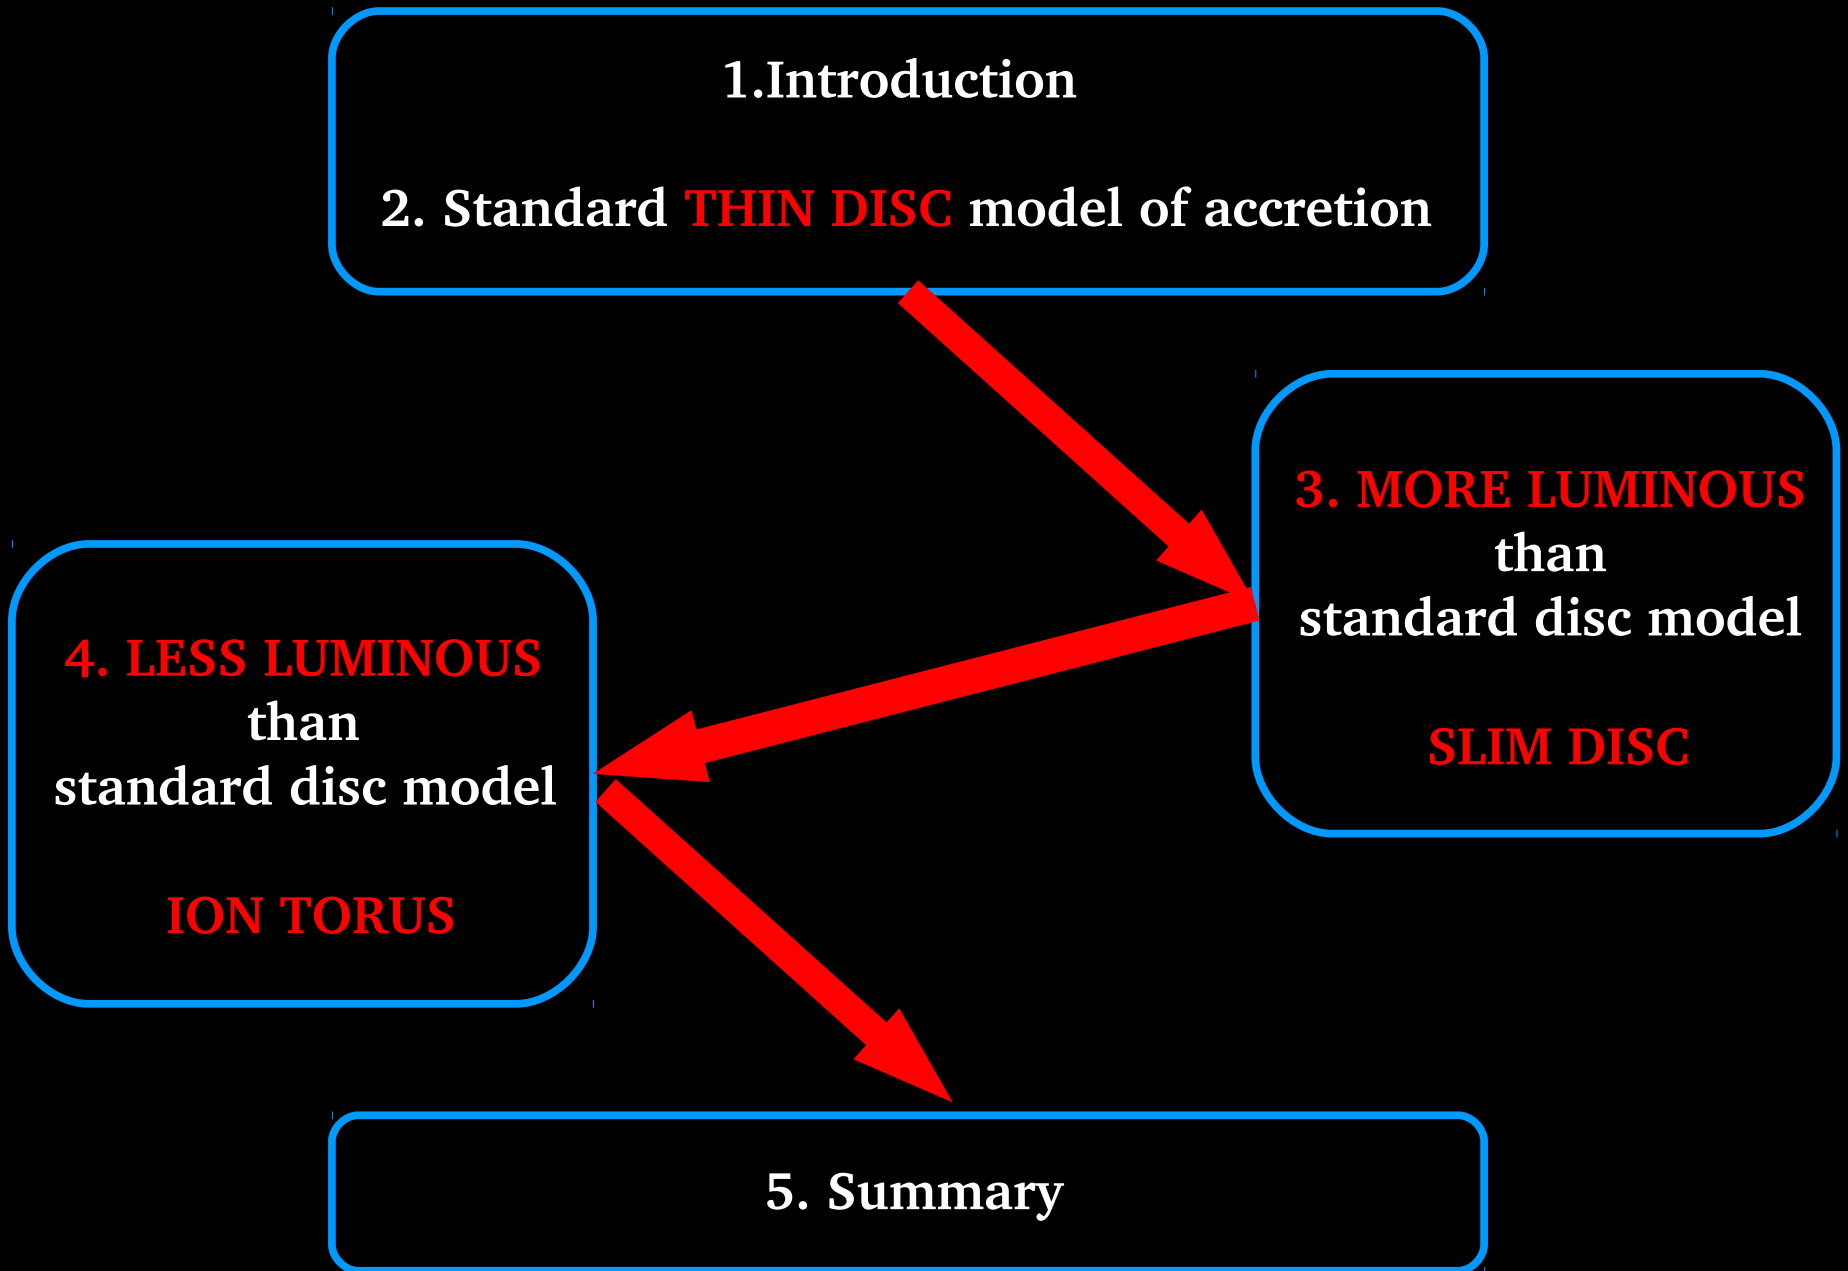 1.Introduction
2. Standard THIN DISC model of accretion
3. MORE LUMINOUS
than
standard disc model
SLIM DISC
4. LESS LUMINOUS
than
standard disc model
ION TORUS
5. Summary